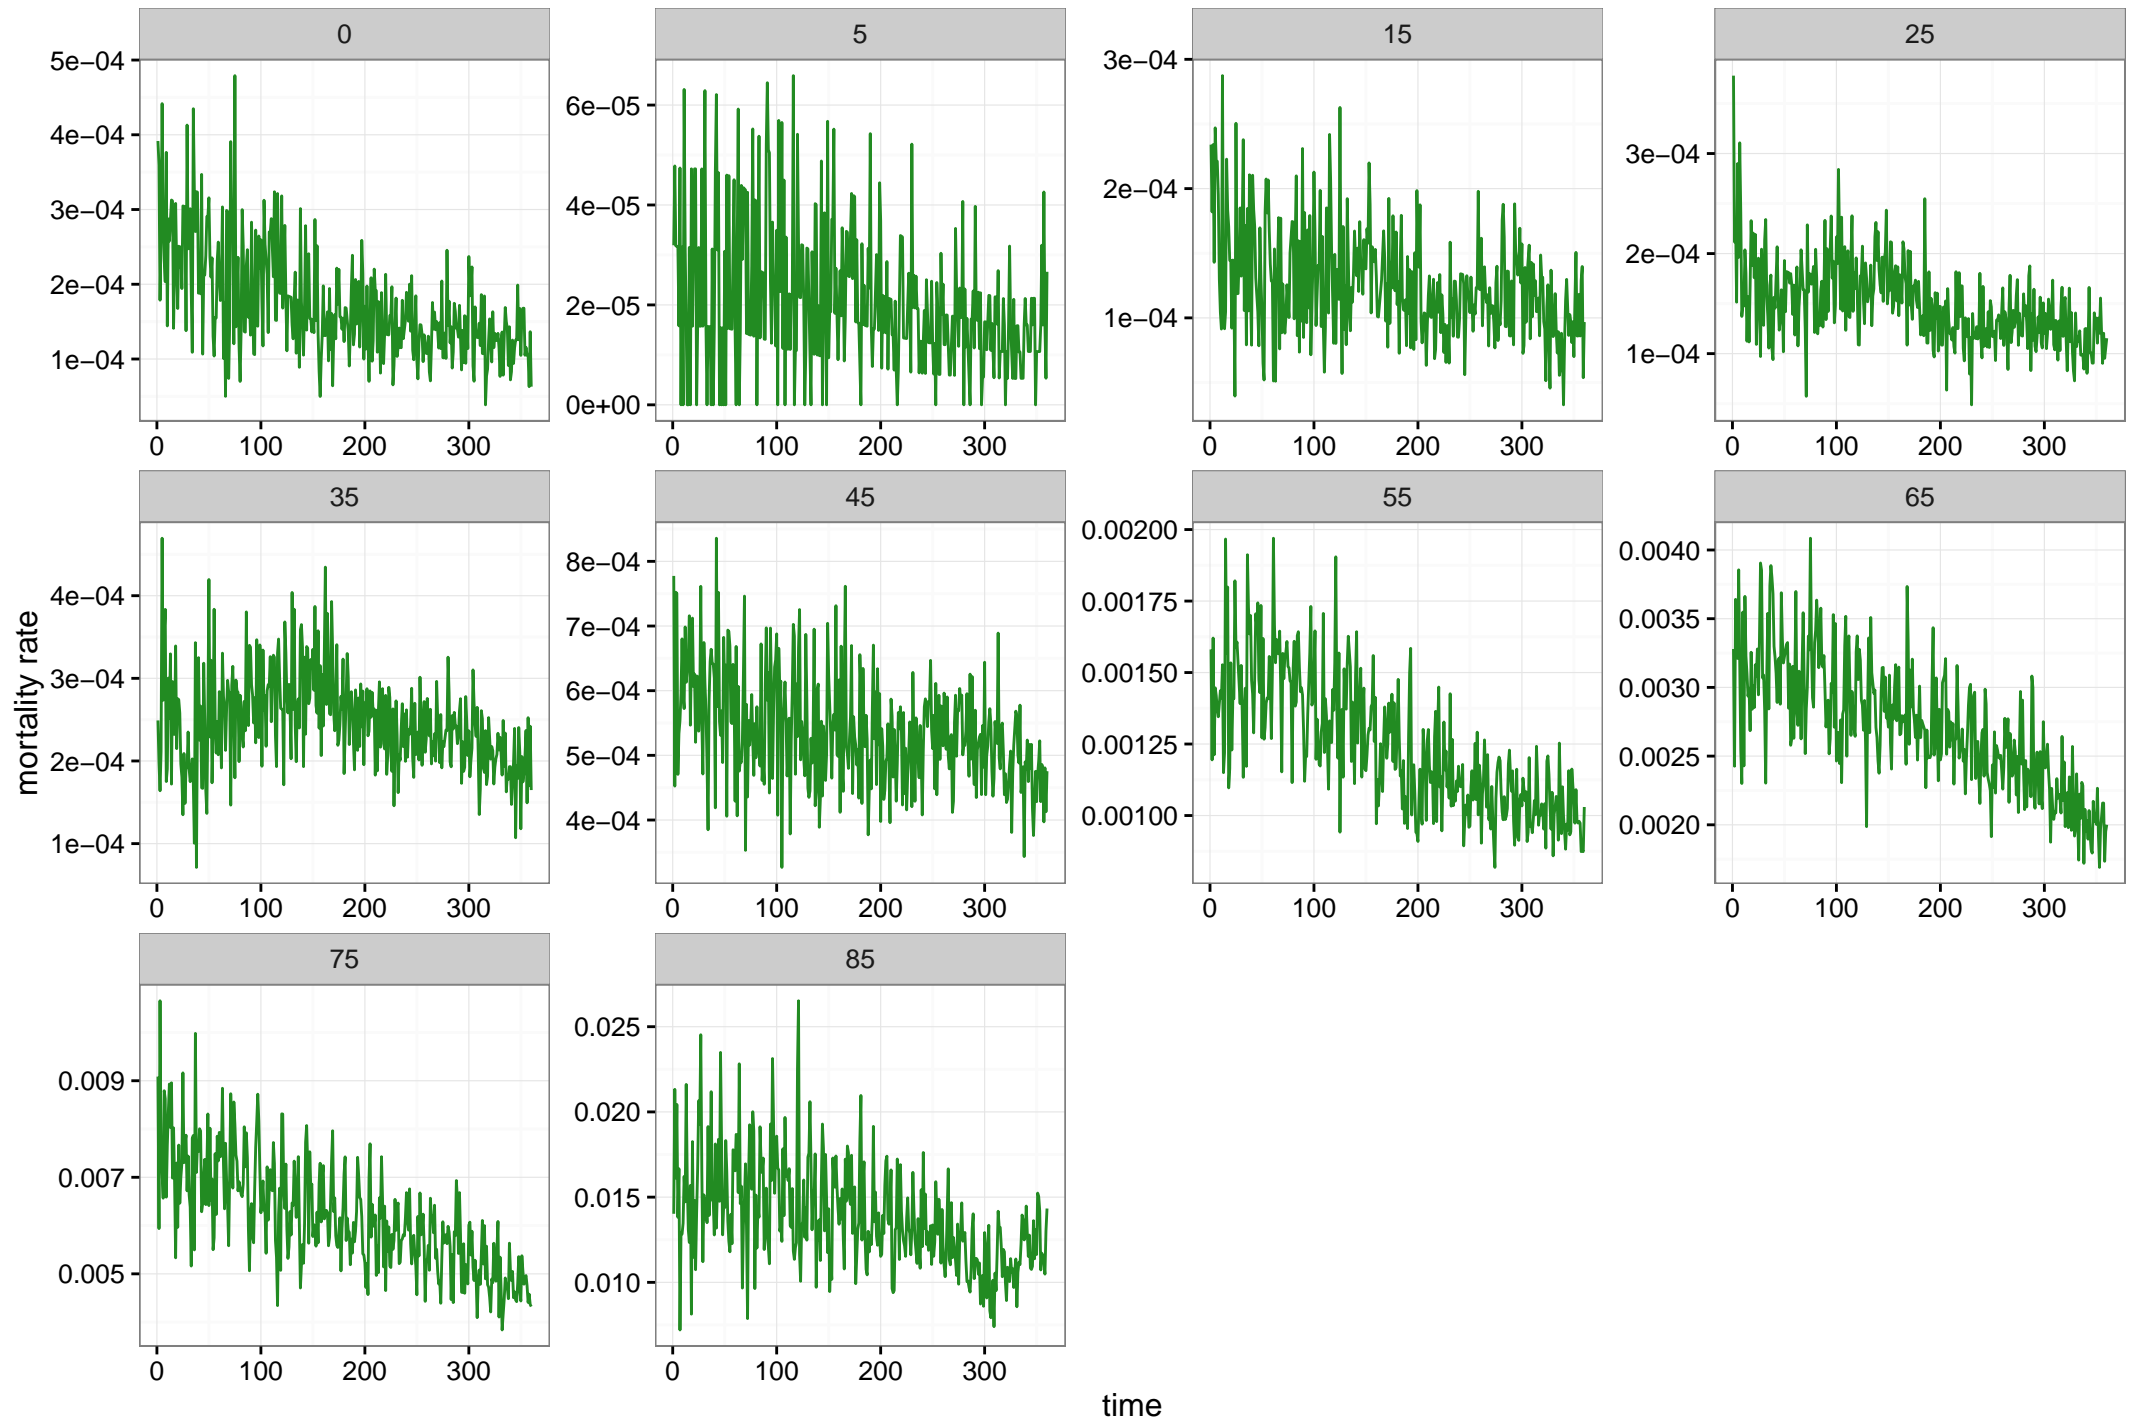 0
5
15
25
5e−04
4e−04
3e−04
2e−04
1e−04
6e−05
4e−05
2e−05
0e+00
3e−04
2e−04
1e−04
3e−04
2e−04
1e−04
0 100 200 300
0 100 200 300
0 100 200 300
0 100 200 300
35
45
55
65
4e−04
3e−04
2e−04
1e−04
8e−04
7e−04
6e−04
5e−04
4e−04
0.00200
0.00175
0.00150
0.00125
0.00100
0.0040
0.0035
0.0030
0.0025
0.0020
0 100 200 300
0 100 200 300
0 100 200 300
0 100 200 300
75
85
0.009
0.007
0.005
0.025
0.020
0.015
0.010
0 100 200 300
0 100 200 300
mortality rate
time